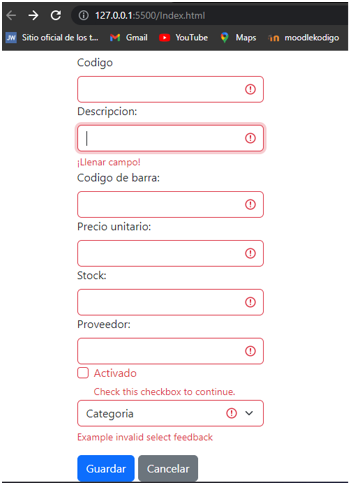 127.0.0.1:5500/Index.html
JW Sitio oficial de los t... Gmail YouTube Maps moodlekodigo
Codigo
Descripcion:
¡Llenar campo!
Codigo de barra:
Precio unitario:
Stock:
Proveedor:
Activado
Check this checkbox to continue.
Categoria
Example invalid select feedback
Guardar Cancelar